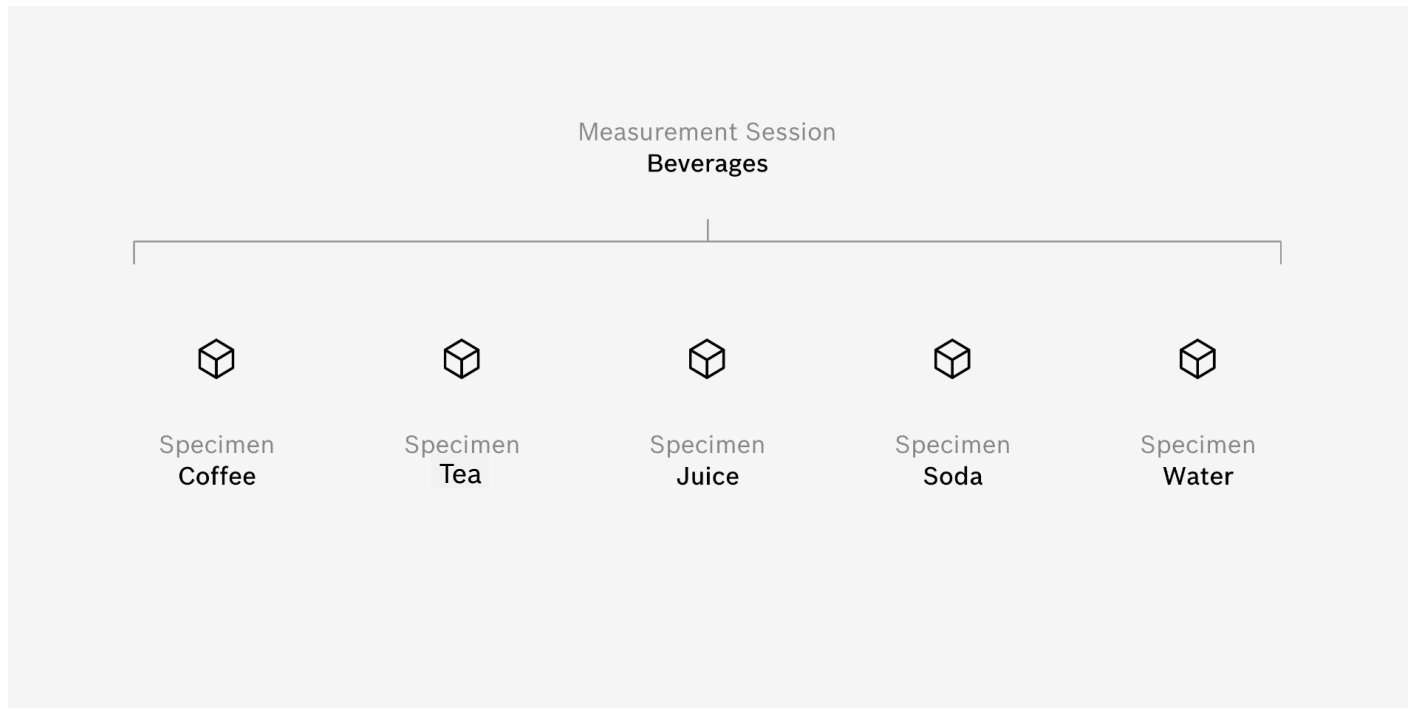 Measurement Session
Beverages
Specimen
Coffee
Specimen
Tea
Specimen
Juice
Specimen
Soda
Specimen
Water